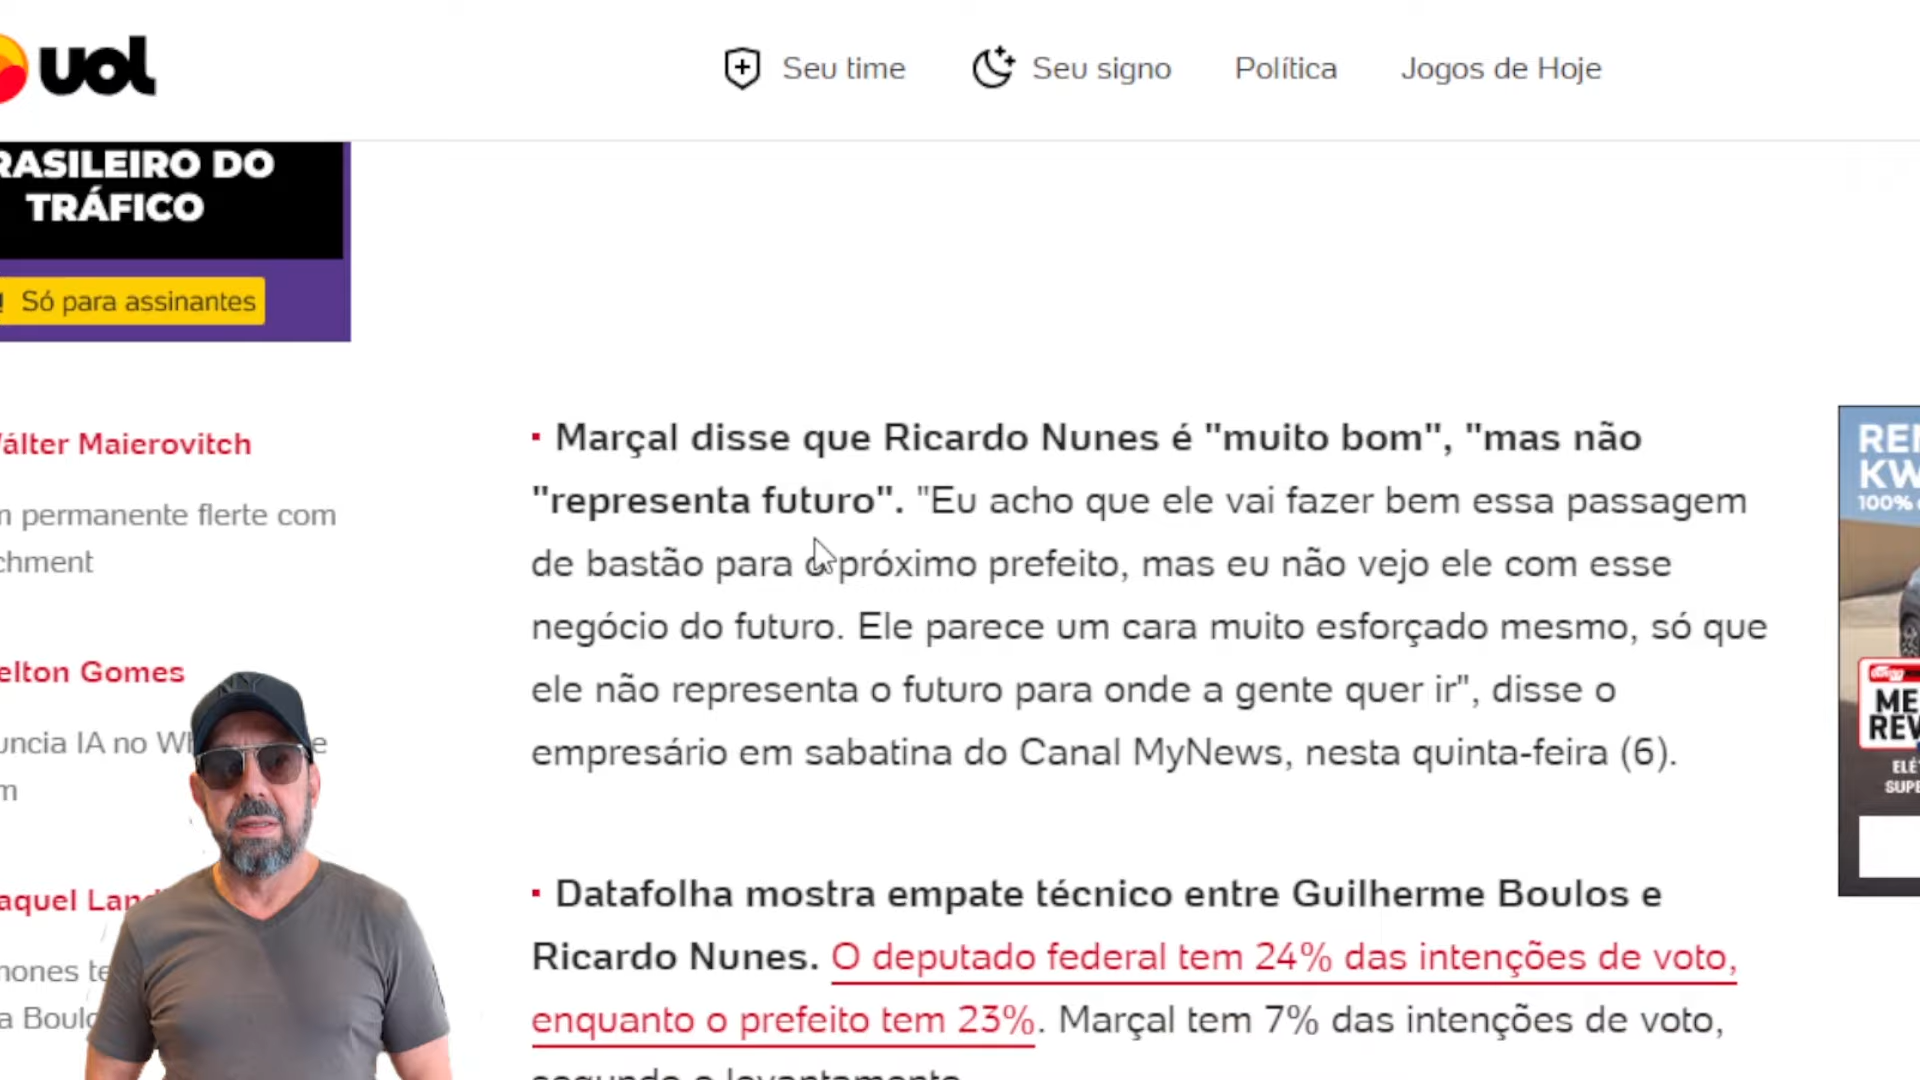 uol
Seu time
Seu signo
Política
Jogos de Hoje
RASILEIRO DO
TRÁFICO
Só para assinantes
Válter Maierovitch
permanente flerte com
elton Gomes
IA no
aquel
▪ Marçal disse que Ricardo Nunes é "muito bom", "mas não
"representa futuro". "Eu acho que ele vai fazer bem essa passagem
de bastão para o próximo prefeito, mas eu não vejo ele com esse
negócio do futuro. Ele parece um cara muito esforçado mesmo, só que
ele não representa o futuro para onde a gente quer ir", disse o
empresário em sabatina do Canal MyNews, nesta quinta-feira (6).
▪ Datafolha mostra empate técnico entre Guilherme Boulos e
Ricardo Nunes. O deputado federal tem 24% das intenções de voto,
enquanto o prefeito tem 23%. Marçal tem 7% das intenções de voto,
segundo o levantamento.
KW
100%